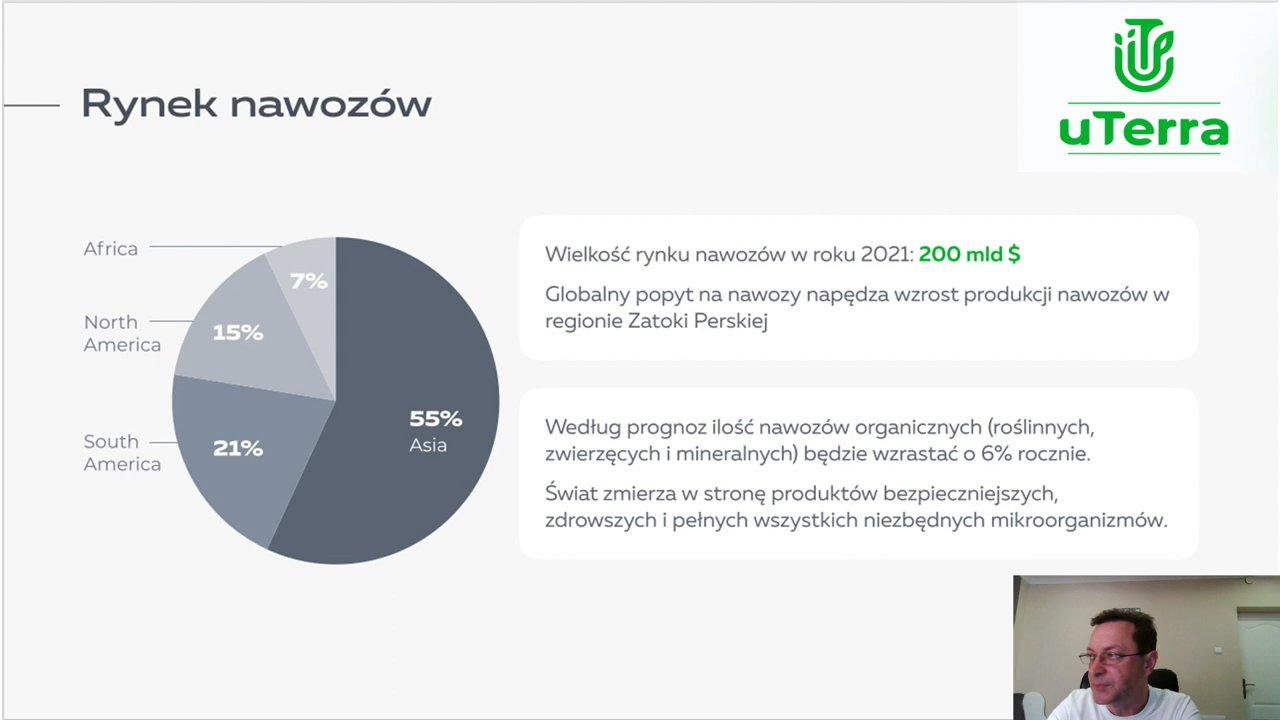 Rynek nawozów
uTerra
Africa
7%
North
America
15%
South
America
21%
55%
Asia
Wielkość rynku nawozów w roku 2021: 200 mld $
Globalny popyt na nawozy napędza wzrost produkcji nawozów w
regionie Zatoki Perskiej
Według prognoz ilość nawozów organicznych (roślinnych,
zwierzęcych i mineralnych) będzie wzrastać o 6% rocznie.
Świat zmierza w stronę produktów bezpieczniejszych,
zdrowszych i pełnych wszystkich niezbędnych mikroorganizmów.